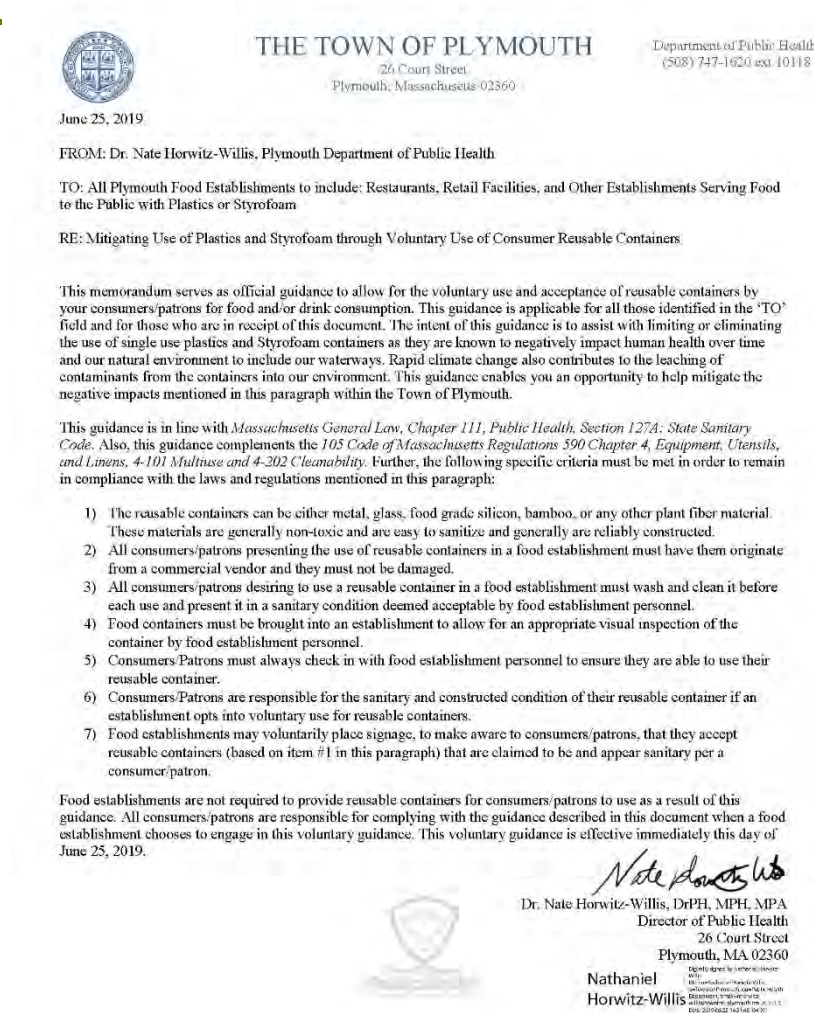 THE TOWN OF PLYMOUTH
26 Court Street
Plymouth, Massachusetts 02360
Department of Public Health
(508) 747-1620 ext 10118
June 25, 2019
FROM: Dr. Nate Horwitz-Willis, Plymouth Department of Public Health
TO: All Plymouth Food Establishments to include: Restaurants, Retail Facilities, and Other Establishments Serving Food
to the Public with Plastics or Styrofoam
RE: Mitigating Use of Plastics and Styrofoam through Voluntary Use of Consumer Reusable Containers
This memorandum serves as official guidance to allow for the voluntary use and acceptance of reusable containers by
your consumers/patrons for food and/or drink consumption. This guidance is applicable for all those identified in the ‘TO’
field and for those who are in receipt of this document. The intent of this guidance is to assist with limiting or eliminating
the use of single use plastics and Styrofoam containers as they are known to negatively impact human health over time
and our natural environment to include our waterways. Rapid climate change also contributes to the leaching of
contaminants from the containers into our environment. This guidance enables you an opportunity to help mitigate the
negative impacts mentioned in this paragraph within the Town of Plymouth.
This guidance is in line with Massachusetts General Law, Chapter 111, Public Health, Section 127A: State Sanitary
Code. Also, this guidance complements the 105 Code of Massachusetts Regulations 590 Chapter 4, Equipment, Utensils,
and Linens, 4-101 Multiuse and 4-202 Cleanability. Further, the following specific criteria must be met in order to remain
in compliance with the laws and regulations mentioned in this paragraph:
1) The reusable containers can be either metal, glass, food grade silicon, bamboo, or any other plant fiber material.
These materials are generally non-toxic and are easy to sanitize and generally are reliably constructed.
2) All consumers/patrons presenting the use of reusable containers in a food establishment must have them originate
from a commercial vendor and they must not be damaged.
3) All consumers/patrons desiring to use a reusable container in a food establishment must wash and clean it before
each use and present it in a sanitary condition deemed acceptable by food establishment personnel.
4) Food containers must be brought into an establishment to allow for an appropriate visual inspection of the
container by food establishment personnel.
5) Consumers/Patrons must always check in with food establishment personnel to ensure they are able to use their
reusable container.
6) Consumers/Patrons are responsible for the sanitary and constructed condition of their reusable container if an
establishment opts into voluntary use for reusable containers.
7) Food establishments may voluntarily place signage, to make aware to consumers/patrons, that they accept
reusable containers (based on item #1 in this paragraph) that are claimed to be and appear sanitary per a
consumer/patron.
Food establishments are not required to provide reusable containers for consumers/patrons to use as a result of this
guidance. All consumers/patrons are responsible for complying with the guidance described in this document when a food
establishment chooses to engage in this voluntary guidance. This voluntary guidance is effective immediately this day of
June 25, 2019.
Dr. Nate Horwitz-Willis, DrPH, MPH, MPA
Director of Public Health
26 Court Street
Plymouth, MA 02360
Nathaniel
Horwitz-Willis